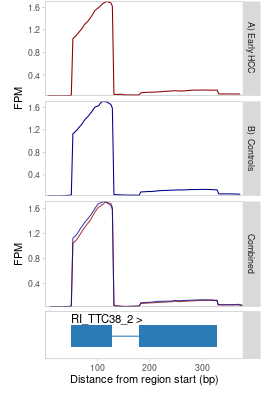 1.6
1.2
0.8
0.4
FPM
A) Early HCC
1.6
1.2
0.8
0.4
B) Controls
1.6
1.2
0.8
0.4
FPM
Combined
RI_TTC38_2 >
100
200
300
Distance from region start (bp)